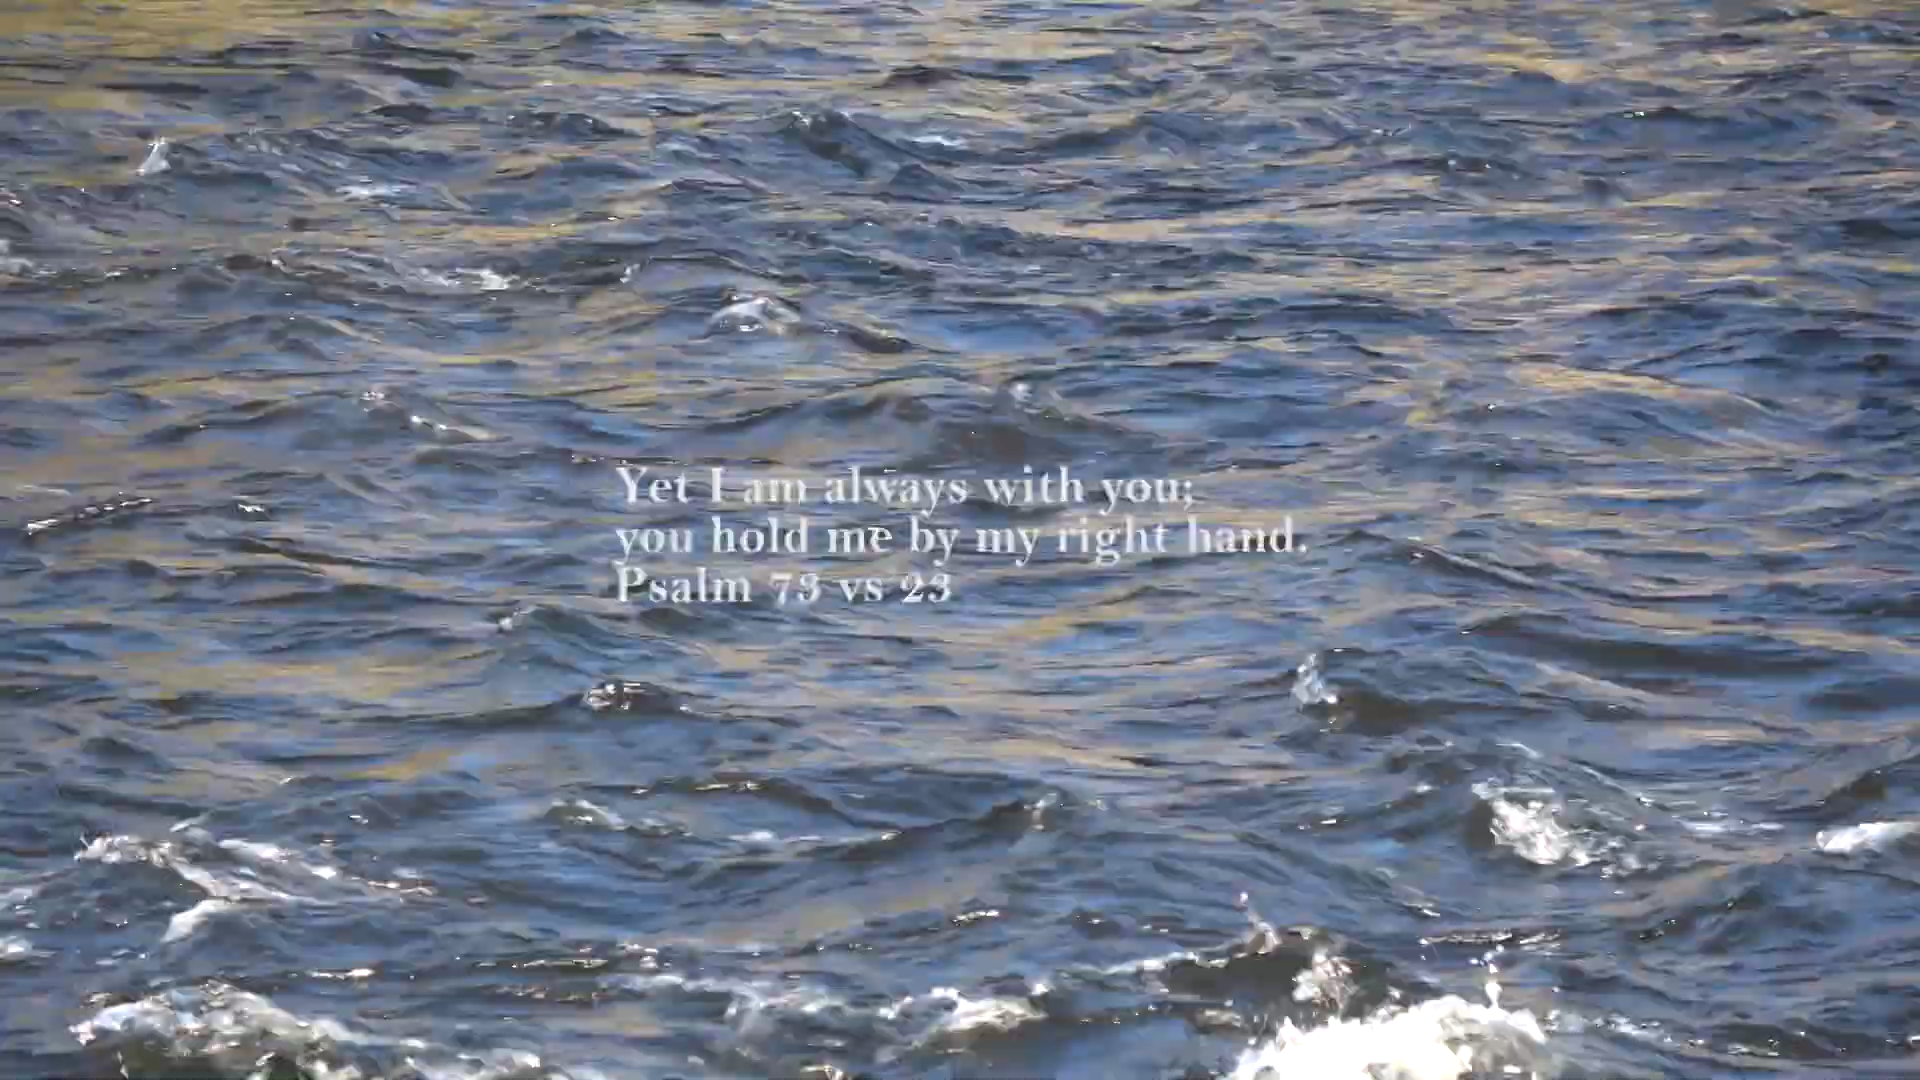 Yet I am always with you;
you hold me by my right hand.
Psalm 73 vs 23